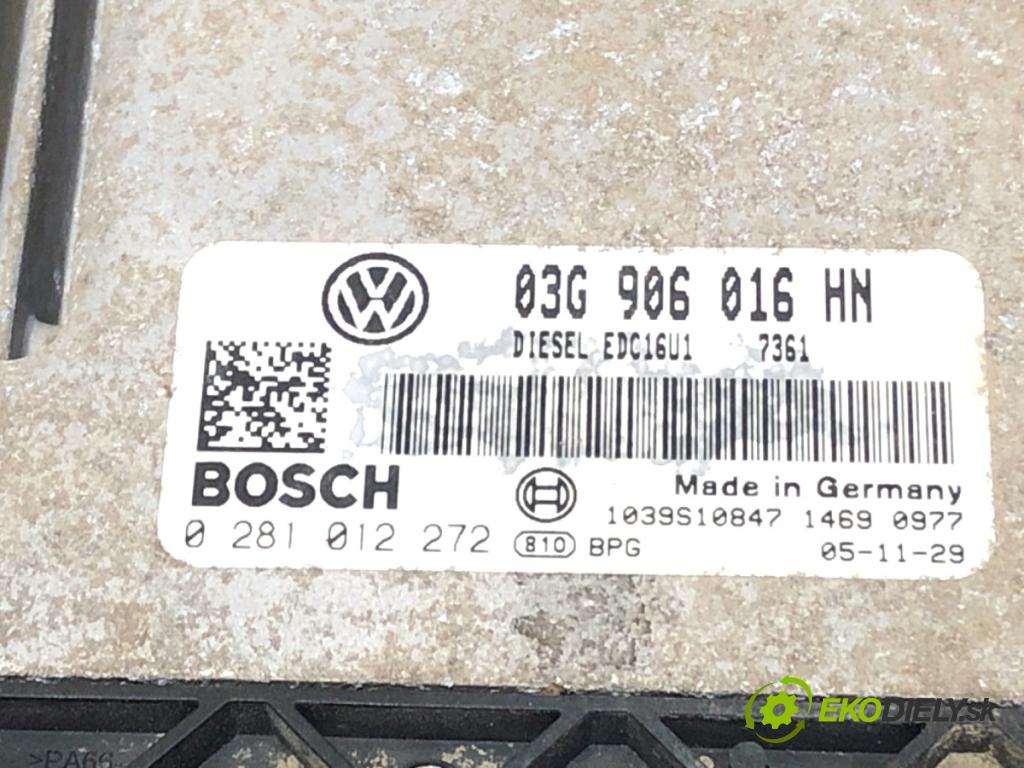 03G 906 016 HN
DIESEL EDC16U1 7361
BOSCH
Made in Germany
1039S10847 1469 0977
0 281 012 272 810 BPG 05-11-29
>PA66
EKODIELY.sk